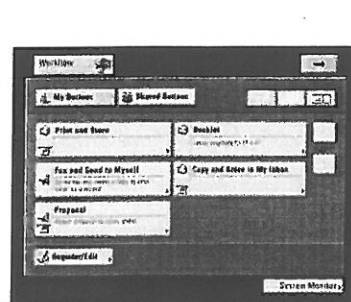 Workflow
My Buttons
Shared Buttons
Print and Store
Booklet
Fax and Send to Myself
Copy and Store in My Inbox
Proposal
Register/Edit
Screen Monitor